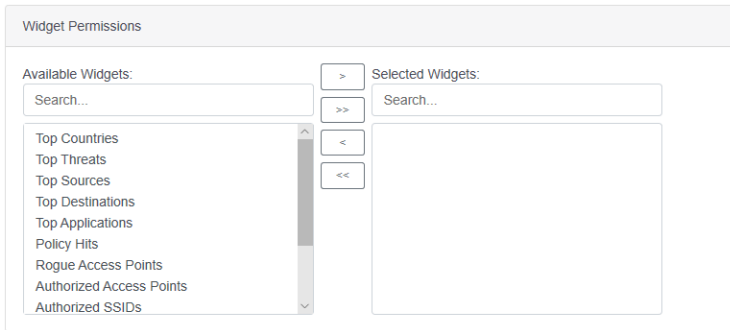 Widget Permissions
Available Widgets:
Search...
Top Countries
Top Threats
Top Sources
Top Destinations
Top Applications
Policy Hits
Rogue Access Points
Authorized Access Points
Authorized SSIDs
>
>>
<
<<
Selected Widgets:
Search...